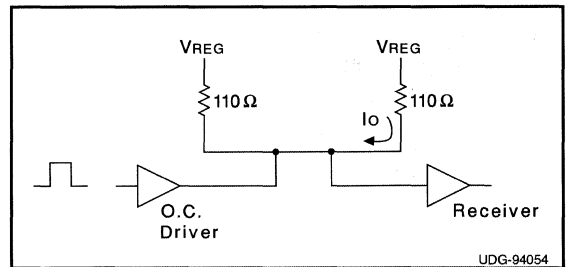 VREG
VREG
110Ω
110Ω
Io
O.C.
Driver
Receiver
UDG-94054